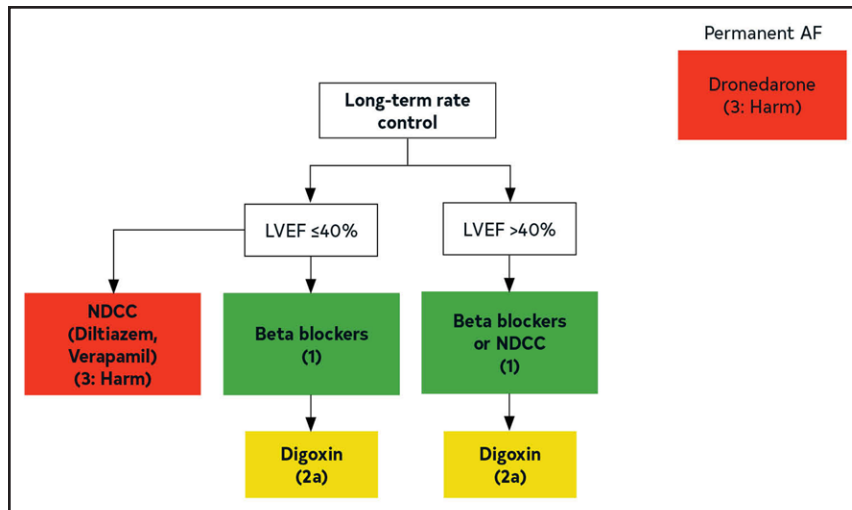 Permanent AF
Dronedarone
(3: Harm)
Long-term rate
control
LVEF ≤40%
LVEF >40%
NDCC
(Diltiazem,
Verapamil)
(3: Harm)
Beta blockers
(1)
Beta blockers
or NDCC
(1)
Digoxin
(2a)
Digoxin
(2a)